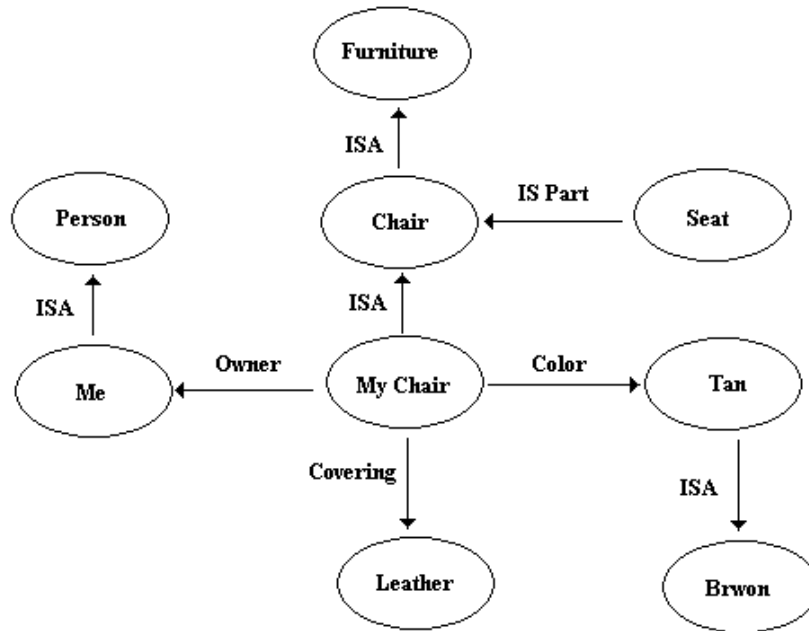 Furniture
ISA
IS Part
Person
Chair
Seat
ISA
ISA
Owner
Color
Me
My Chair
Tan
Covering
ISA
Leather
Brwon